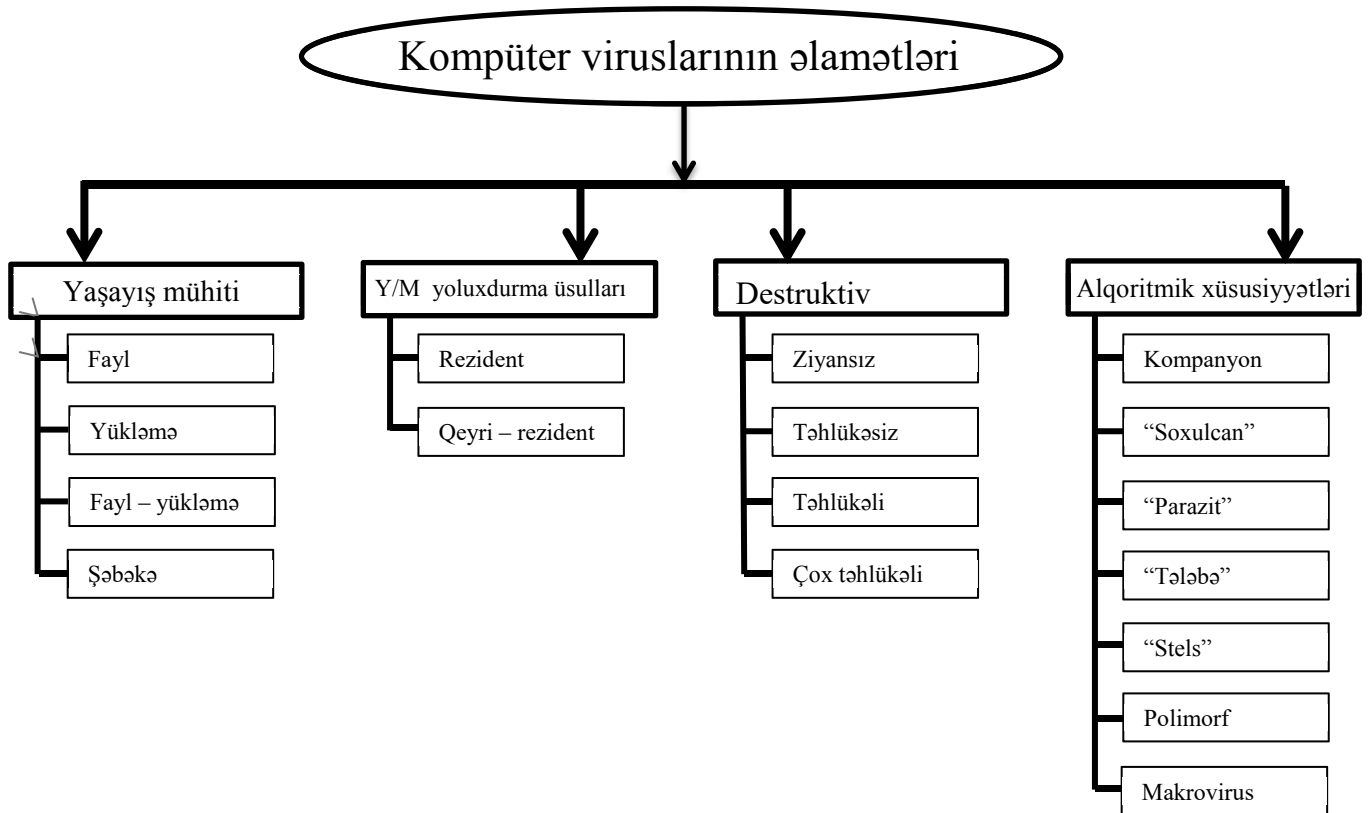 Kompüter viruslarının əlamətləri
Yaşayış mühiti
Fayl
Yükləmə
Fayl – yükləmə
Şəbəkə
Y/M yoluxdurma üsulları
Rezident
Qeyri – rezident
Destruktiv
Ziyansız
Təhlükəsiz
Təhlükəli
Çox təhlükəli
Alqoritmik xüsusiyyətləri
Kompanyon
“Soxulcan”
“Parazit”
“Tələbə”
“Stels”
Polimorf
Makrovirus